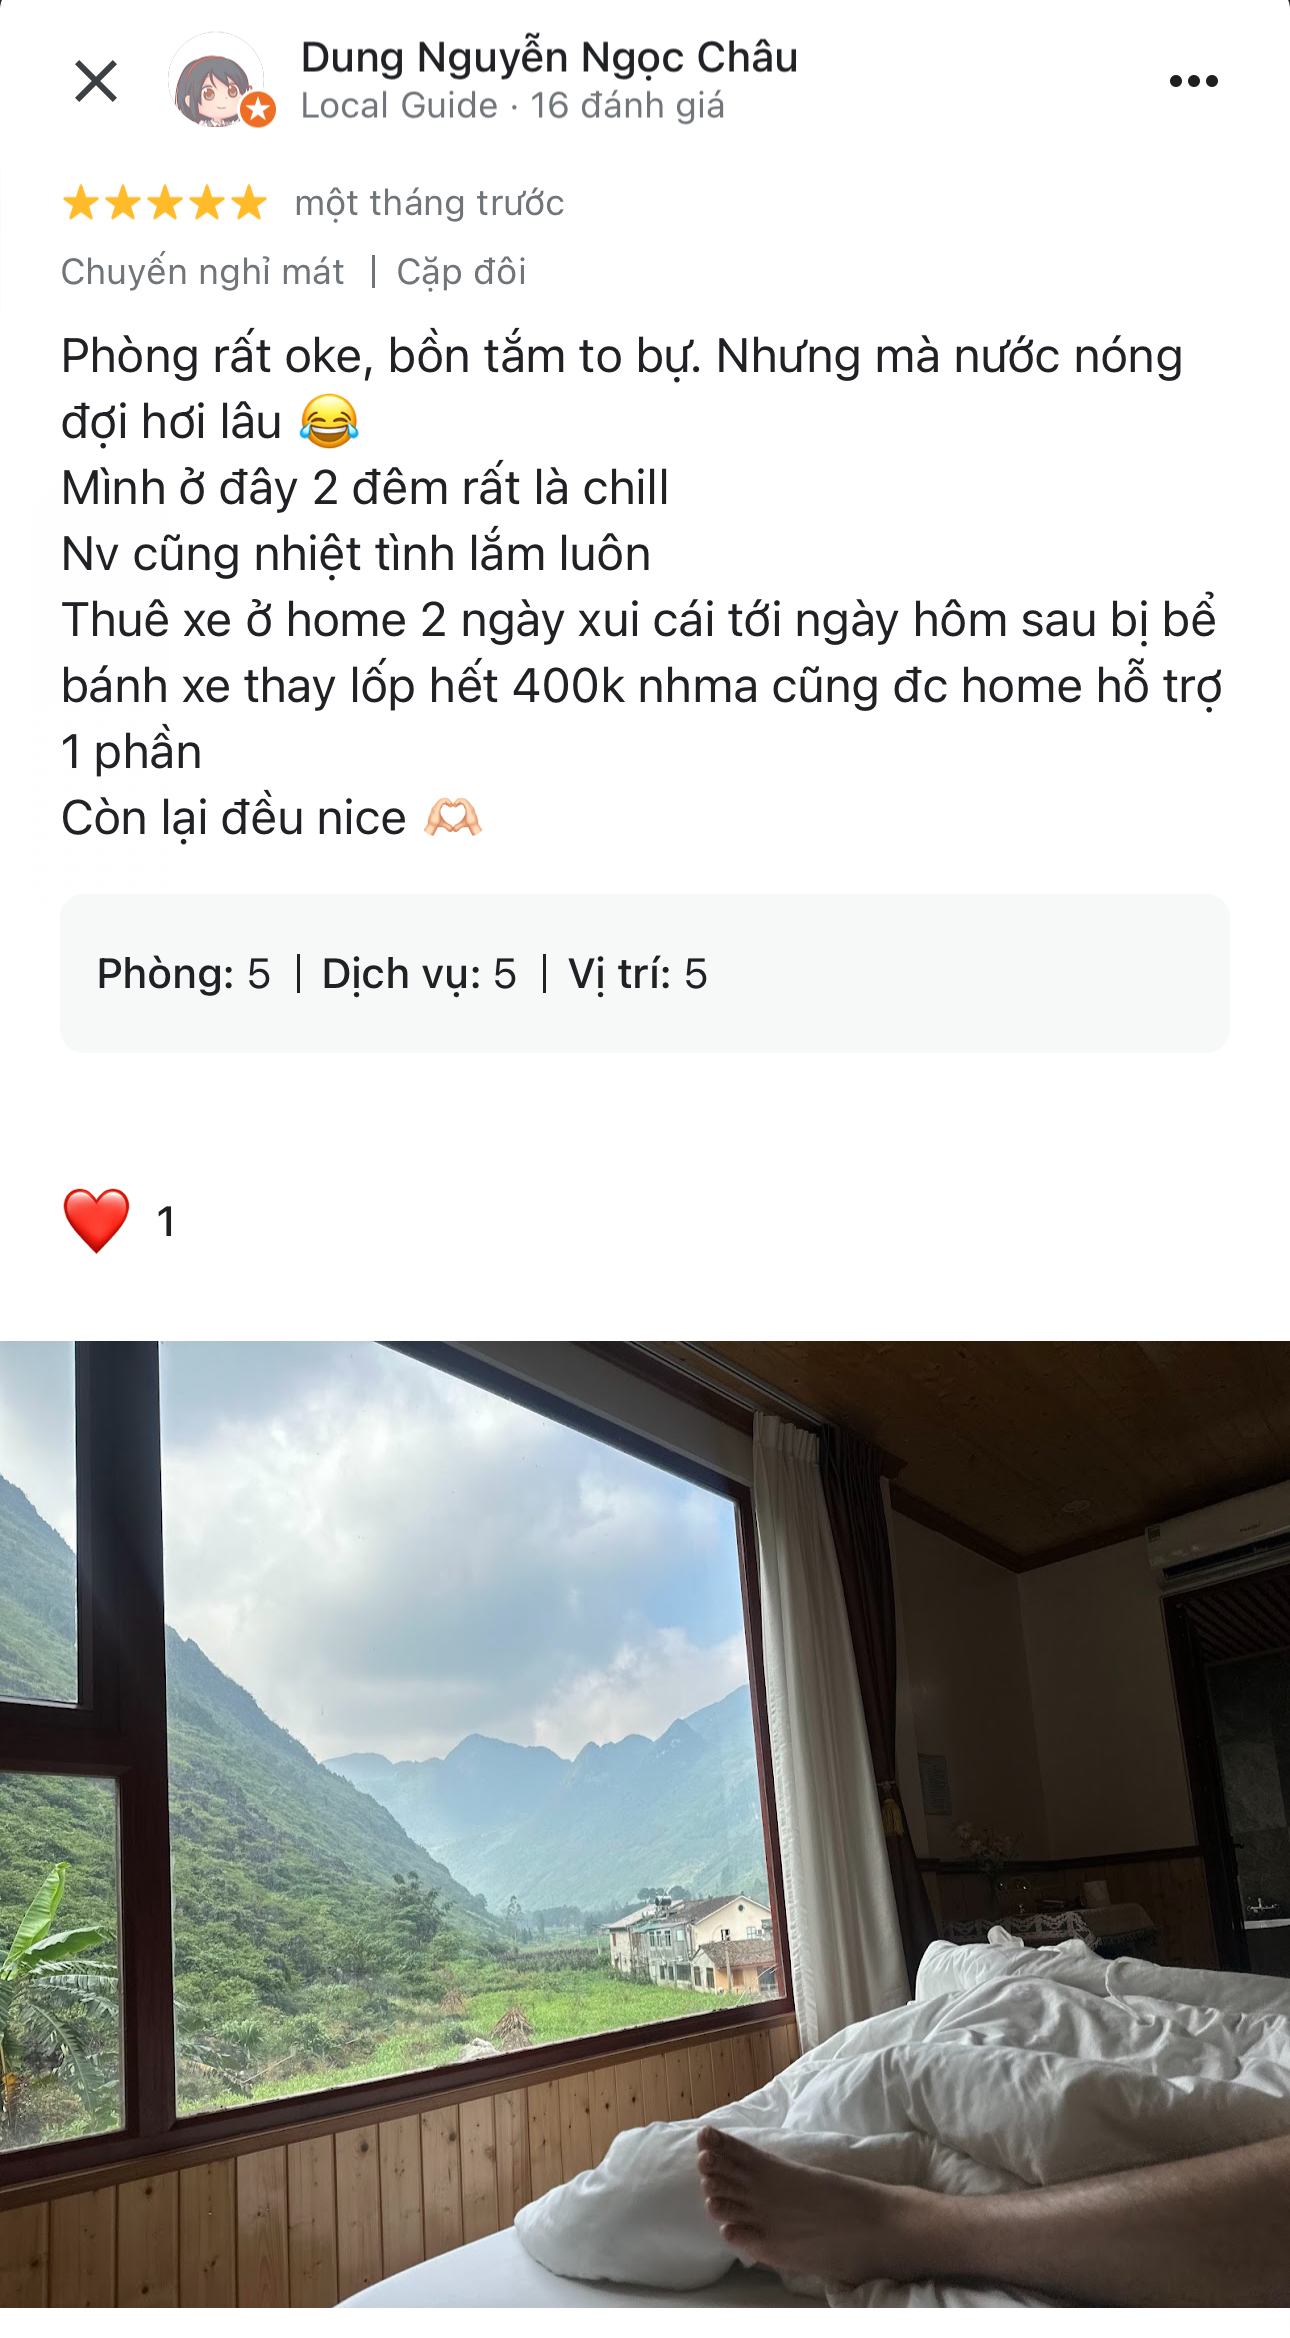 Dung Nguyễn Ngọc Châu
Local Guide · 16 đánh giá
một tháng trước
Chuyến nghỉ mát | Cặp đôi
Phòng rất oke, bồn tắm to bự. Nhưng mà nước nóng
đợi hơi lâu 😂
Mình ở đây 2 đêm rất là chill
Nv cũng nhiệt tình lắm luôn
Thuê xe ở home 2 ngày xui cái tới ngày hôm sau bị bể
bánh xe thay lốp hết 400k nhma cũng đc home hỗ trợ
1 phần
Còn lại đều nice 🫶🏻
Phòng: 5 | Dịch vụ: 5 | Vị trí: 5
❤️ 1